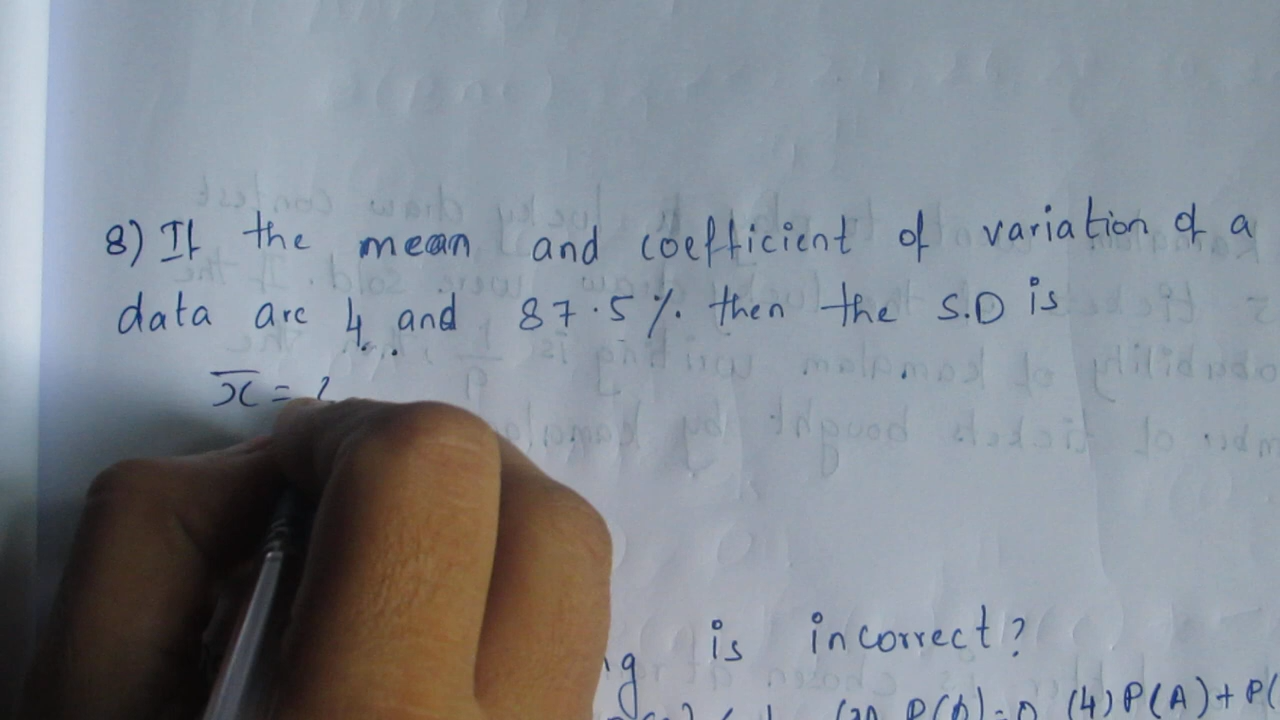 8) If the mean and coefficient of variation of a
data are 4 and 87.5% then the S.D is
x̄ =
is incorrect?
(4) P(A) + P(